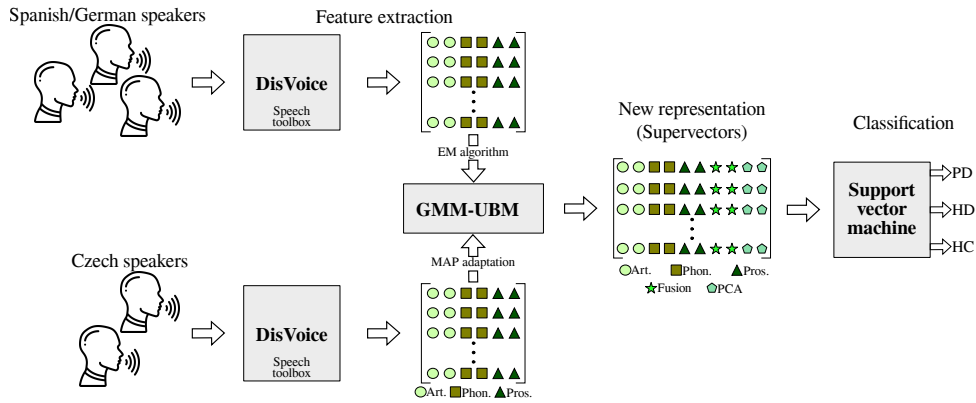 Spanish/German speakers
Feature extraction
DisVoice
Speech
toolbox
EM algorithm
New representation
(Supervectors)
Classification
GMM-UBM
Support
vector
machine
PD
HD
HC
Art. Phon. Pros.
Fusion PCA
MAP adaptation
Czech speakers
DisVoice
Speech
toolbox
Art. Phon. Pros.